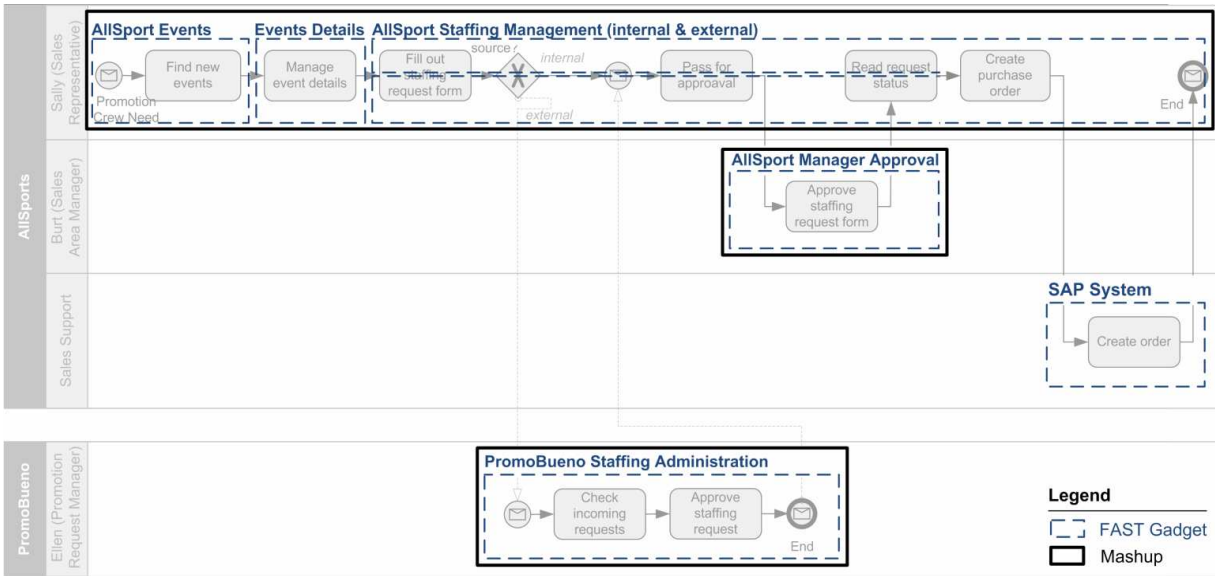 AllSports
Sally (Sales
Representative)
AllSport Events
Events Details
AllSport Staffing Management (internal & external)
Promotion
Crew Need
Find new
events
Manage
event details
Fill out
staffing
request form
source
internal
external
Pass for
approaval
Read request
status
Create
purchase
order
End
Burt (Sales
Area Manager)
AllSport Manager Approval
Approve
staffing
request form
Sales Support
SAP System
Create order
PromoBueno
Ellen (Promotion
Request Manager)
PromoBueno Staffing Administration
Check
incoming
requests
Approve
staffing
request
End
Legend
FAST Gadget
Mashup